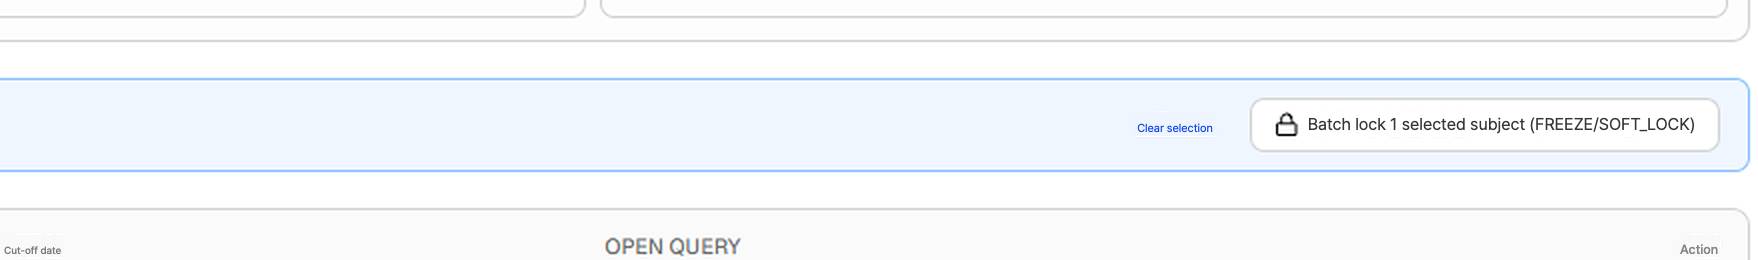 Clear selection
Batch lock 1 selected subject (FREEZE/SOFT_LOCK)
Cut-off date
OPEN QUERY
Action